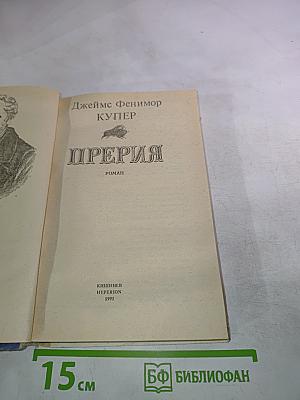 Джеймс Фенимор
КУПЕР
ПРЕРИЯ
РОМАН
КИШИНЕВ
HYPERION
1991
15 см
БФ БИБЛИОФАН